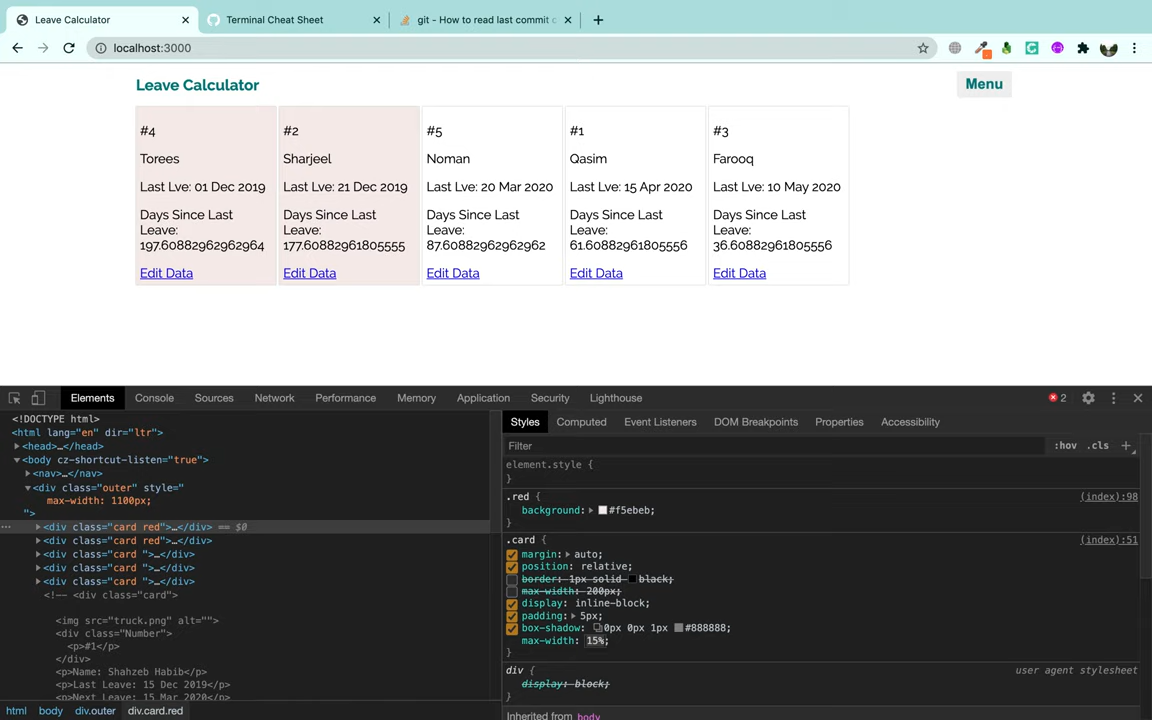 Leave Calculator
Terminal Cheat Sheet
git - How to read last commit c
localhost:3000
Leave Calculator
Menu
#4
Torees
Last Lve: 01 Dec 2019
Days Since Last
Leave:
197.60882962962964
Edit Data
#2
Sharjeel
Last Lve: 21 Dec 2019
Days Since Last
Leave:
177.60882961805555
Edit Data
#5
Noman
Last Lve: 20 Mar 2020
Days Since Last
Leave:
87.60882962962962
Edit Data
#1
Qasim
Last Lve: 15 Apr 2020
Days Since Last
Leave:
61.60882961805556
Edit Data
#3
Farooq
Last Lve: 10 May 2020
Days Since Last
Leave:
36.60882961805556
Edit Data
Elements Console Sources Network Performance Memory Application Security Lighthouse 2
<!DOCTYPE html>
<html lang="en" dir="ltr">
<head>…</head>
<body cz-shortcut-listen="true">
<nav>…</nav>
<div class="outer" style="
max-width: 1100px;
">
… <div class="card red">…</div> == $0
<div class="card red">…</div>
<div class="card ">…</div>
<div class="card ">…</div>
<div class="card ">…</div>
<!-- <div class="card">
<img src="truck.png" alt="">
<div class="Number">
<p>#1</p>
</div>
<p>Name: Shahzeb Habib</p>
<p>Last Leave: 15 Dec 2019</p>
<p>Next Leave: 15 Mar 2020</p>
html body div.outer div.card.red
Styles Computed Event Listeners DOM Breakpoints Properties Accessibility
Filter :hov .cls +
element.style {
}
.red { (index):98
background: #f5ebeb;
}
.card { (index):51
margin: auto;
position: relative;
border: 1px solid black;
max-width: 200px;
display: inline-block;
padding: 5px;
box-shadow: 0px 0px 1px #888888;
max-width: 15%;
}
div { user agent stylesheet
display: block;
}
Inherited from body